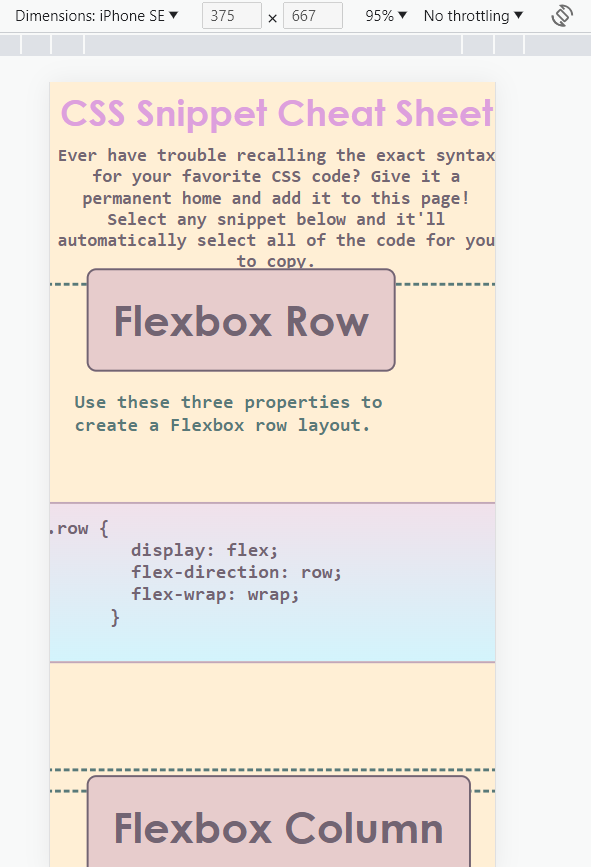 Dimensions: iPhone SE ▼ 375 × 667 95% ▼ No throttling ▼
CSS Snippet Cheat Sheet
Ever have trouble recalling the exact syntax
for your favorite CSS code? Give it a
permanent home and add it to this page!
Select any snippet below and it'll
automatically select all of the code for you
to copy.
Flexbox Row
Use these three properties to
create a Flexbox row layout.
.row {
display: flex;
flex-direction: row;
flex-wrap: wrap;
}
Flexbox Column